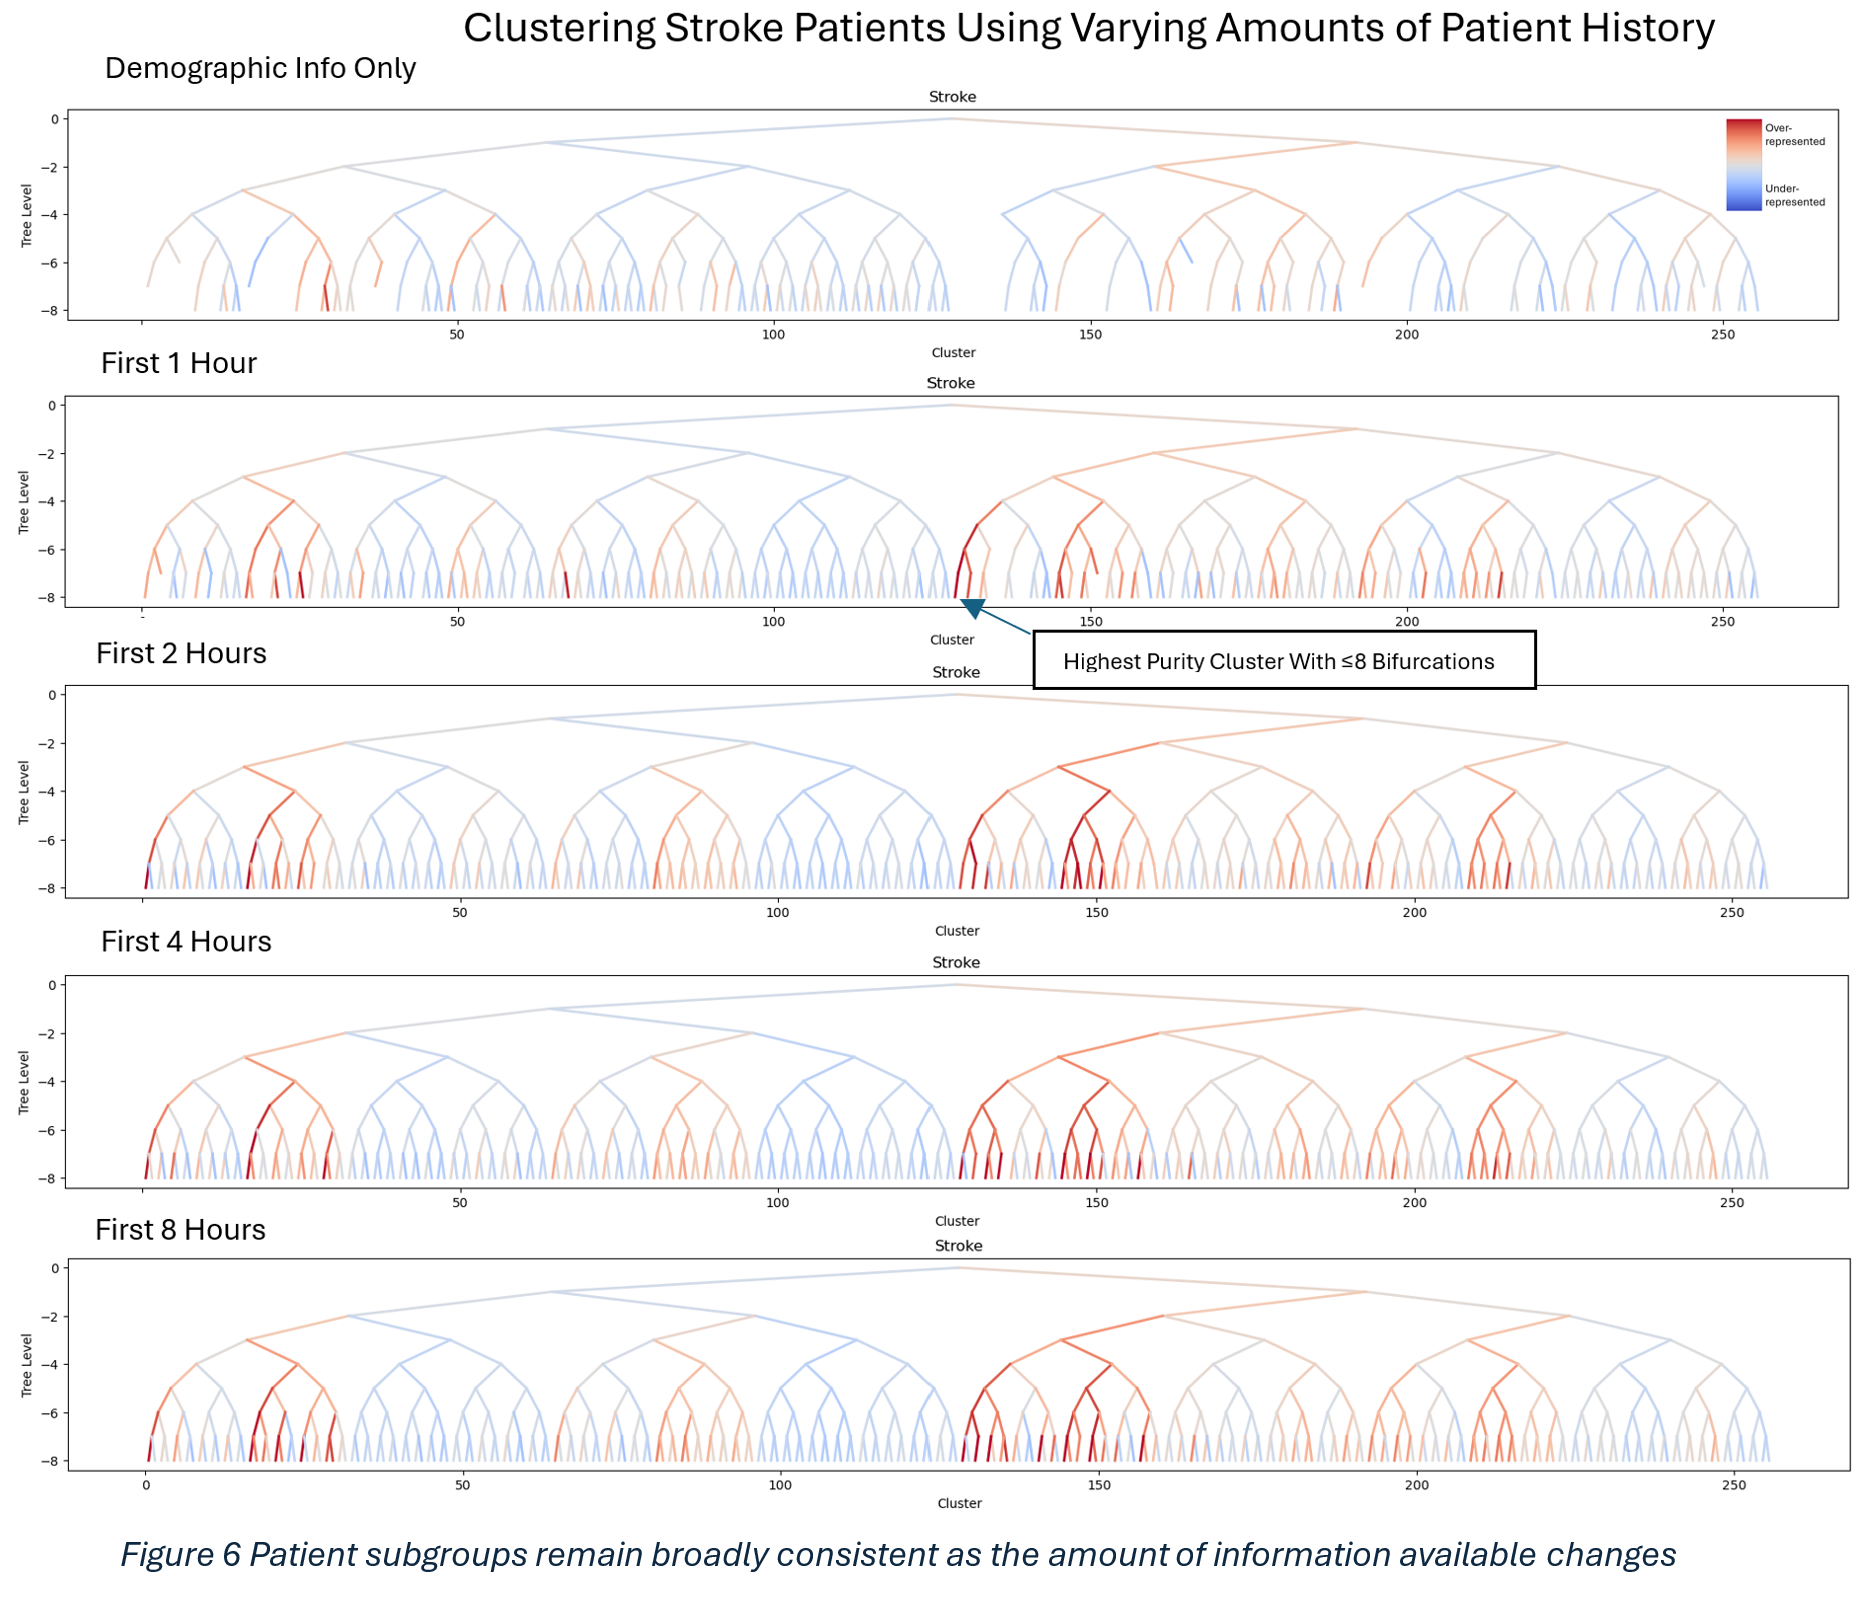 Clustering Stroke Patients Using Varying Amounts of Patient History
Demographic Info Only
Stroke
Over-
represented
Under-
represented
Tree Level
0
−2
−4
−6
−8
50
100
150
200
250
Cluster
First 1 Hour
Stroke
Tree Level
0
−2
−4
−6
−8
-
50
100
150
200
250
Cluster
Highest Purity Cluster With ≤8 Bifurcations
First 2 Hours
Stroke
Tree Level
0
−2
−4
−6
−8
50
100
150
200
250
Cluster
First 4 Hours
Stroke
Tree Level
0
−2
−4
−6
−8
50
100
150
200
250
Cluster
First 8 Hours
Stroke
Tree Level
0
−2
−4
−6
−8
0
50
100
150
200
250
Cluster
Figure 6 Patient subgroups remain broadly consistent as the amount of information available changes